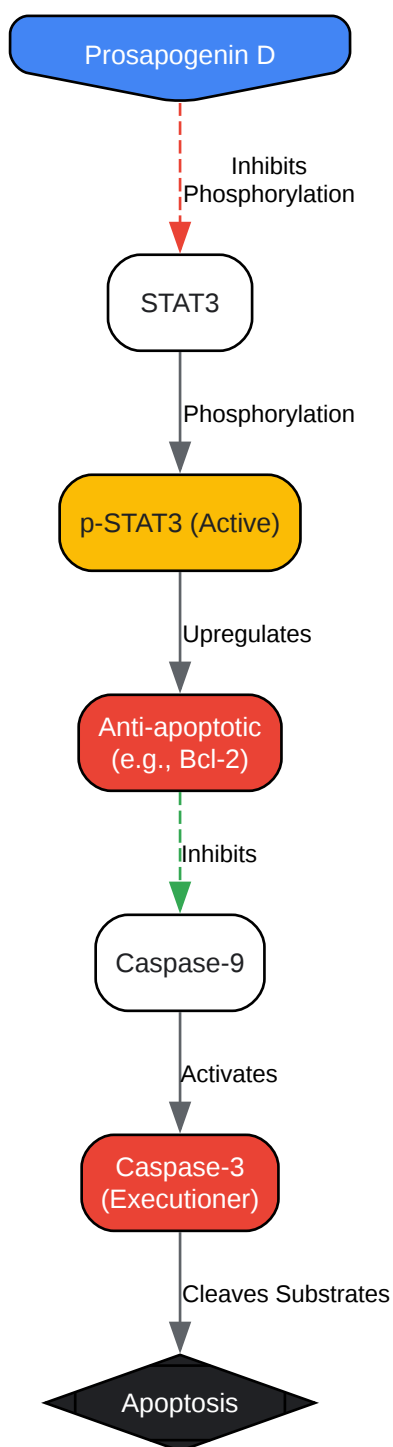 Prosapogenin D
Inhibits
Phosphorylation
STAT3
Phosphorylation
p-STAT3 (Active)
Upregulates
Anti-apoptotic
(e.g., Bcl-2)
Inhibits
Caspase-9
Activates
Caspase-3
(Executioner)
Cleaves Substrates
Apoptosis